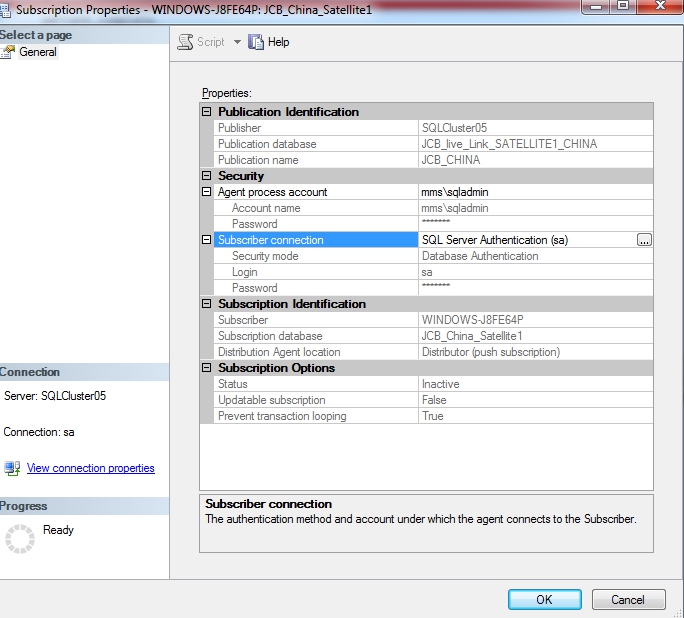 Subscription Properties - WINDOWS-J8FE64P: JCB_China_Satellite1
Select a page
General
Script Help
Properties:
Publication Identification
Publisher SQLCluster05
Publication database JCB_live_Link_SATELLITE1_CHINA
Publication name JCB_CHINA
Security
Agent process account mms\sqladmin
Account name mms\sqladmin
Password *******
Subscriber connection SQL Server Authentication (sa) ...
Security mode Database Authentication
Login sa
Password *******
Subscription Identification
Subscriber WINDOWS-J8FE64P
Subscription database JCB_China_Satellite1
Distribution Agent location Distributor (push subscription)
Subscription Options
Status Inactive
Updatable subscription False
Prevent transaction looping True
Connection
Server: SQLCluster05
Connection: sa
View connection properties
Progress
Ready
Subscriber connection
The authentication method and account under which the agent connects to the Subscriber.
OK Cancel